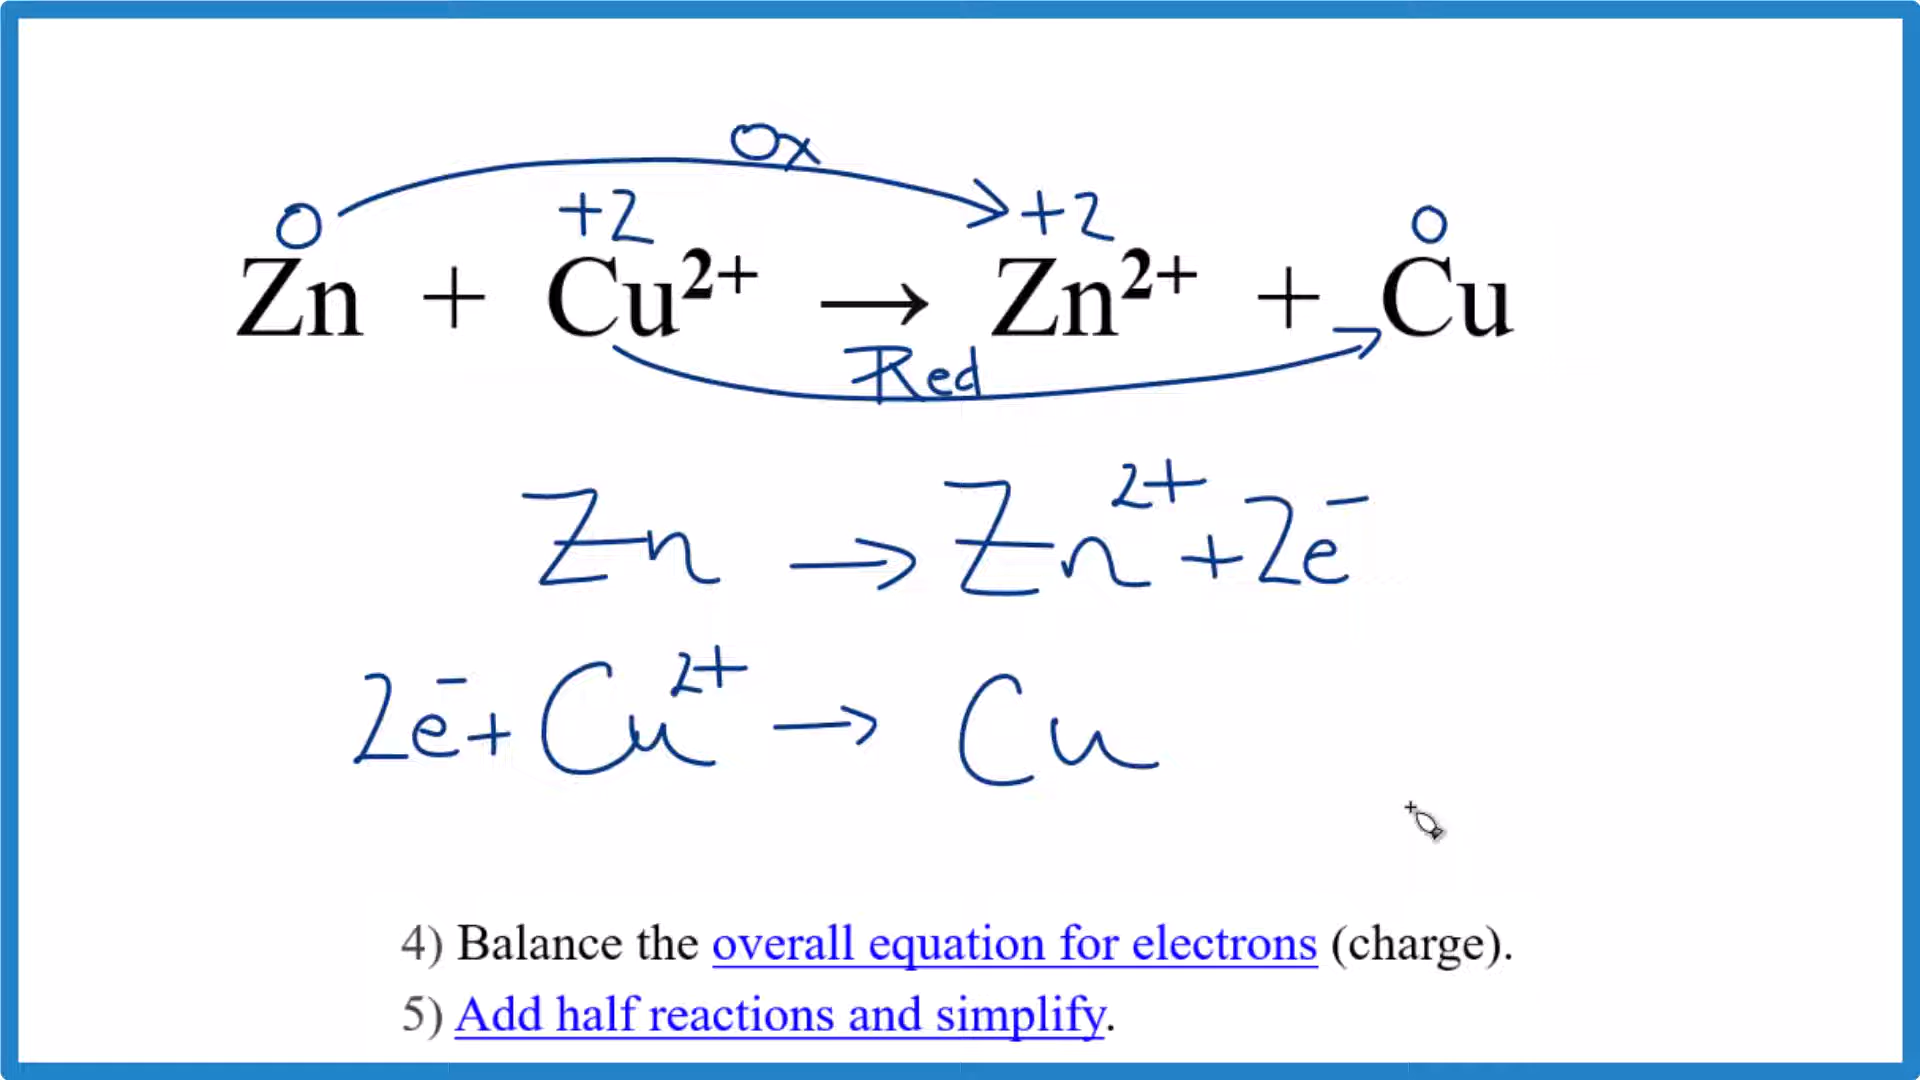 Ox
0 +2 +2 0
Zn + Cu²⁺ → Zn²⁺ + Cu
Red
Zn → Zn²⁺ + 2e⁻
2e⁻ + Cu²⁺ → Cu
4) Balance the overall equation for electrons (charge).
5) Add half reactions and simplify.